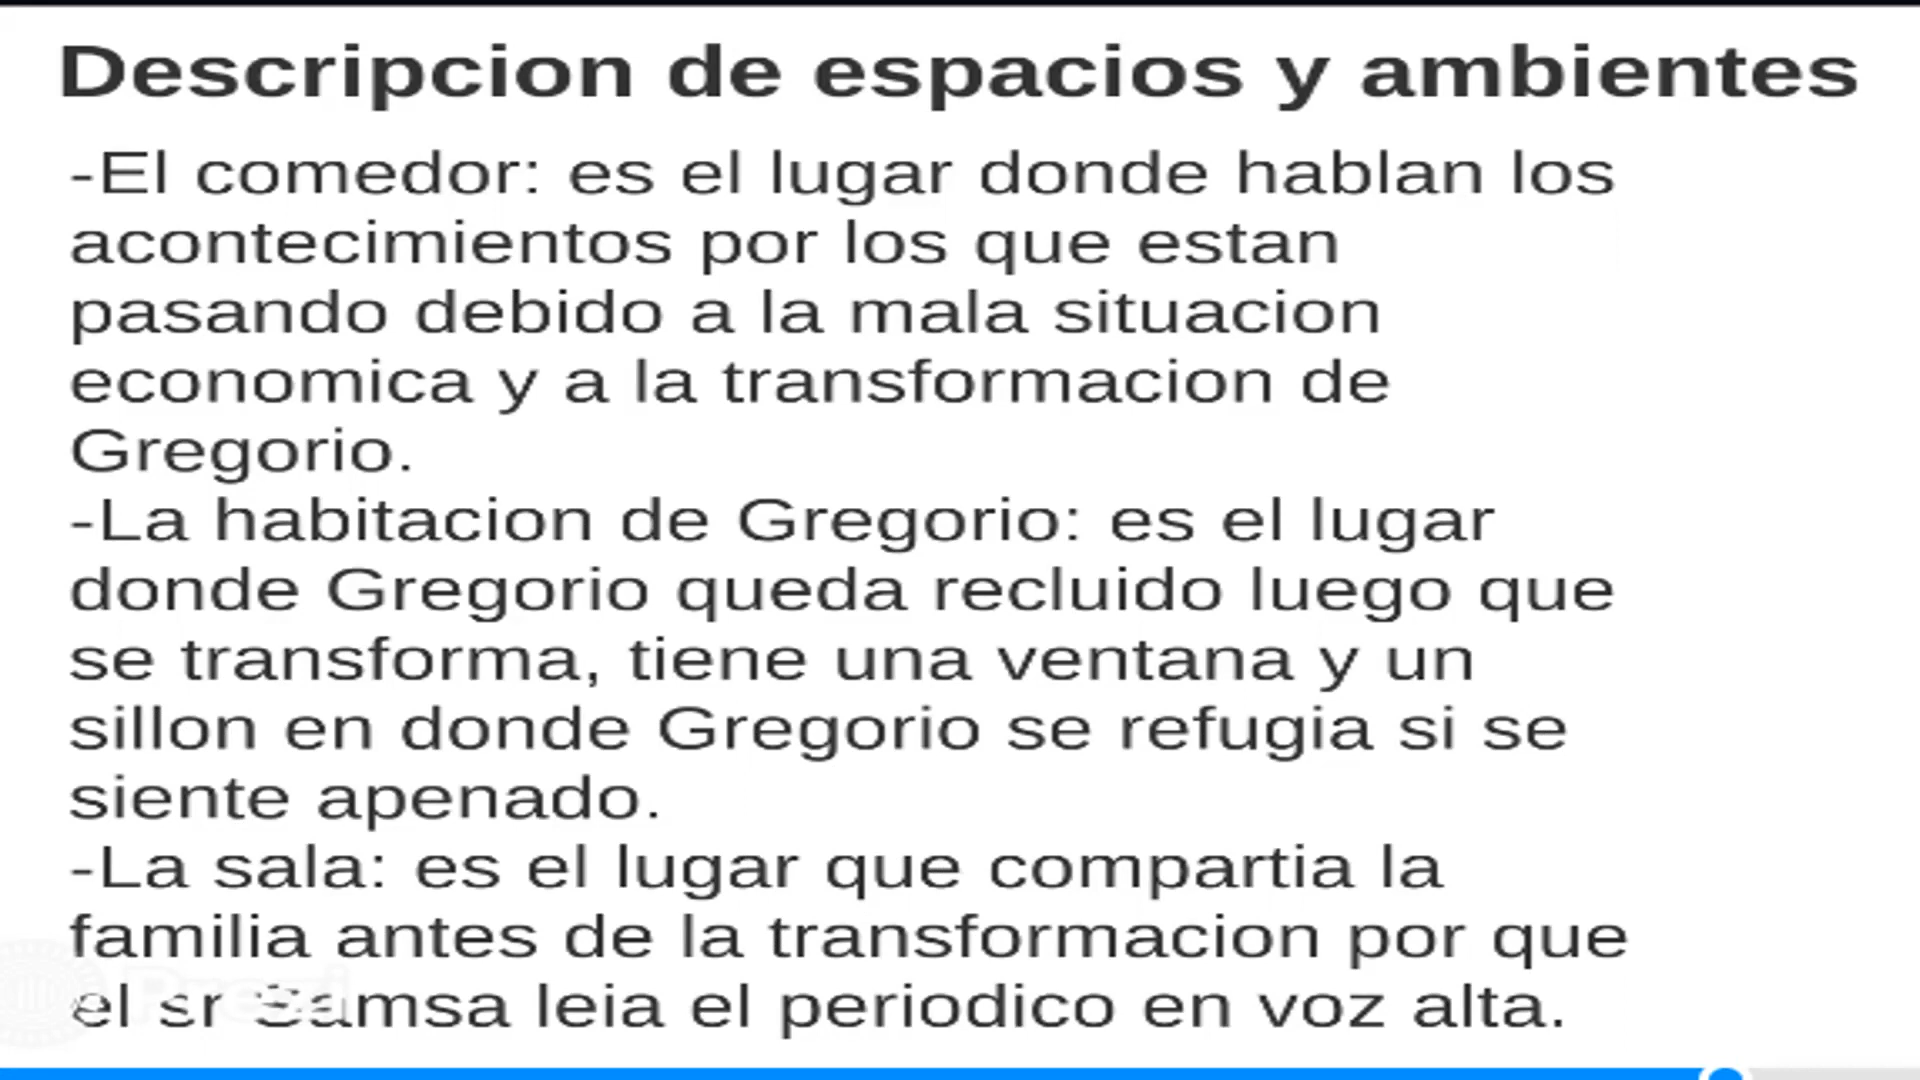 Descripcion de espacios y ambientes
-El comedor: es el lugar donde hablan los
acontecimientos por los que estan
pasando debido a la mala situacion
economica y a la transformacion de
Gregorio.
-La habitacion de Gregorio: es el lugar
donde Gregorio queda recluido luego que
se transforma, tiene una ventana y un
sillon en donde Gregorio se refugia si se
siente apenado.
-La sala: es el lugar que compartia la
familia antes de la transformacion por que
el sr Samsa leia el periodico en voz alta.
Prezi